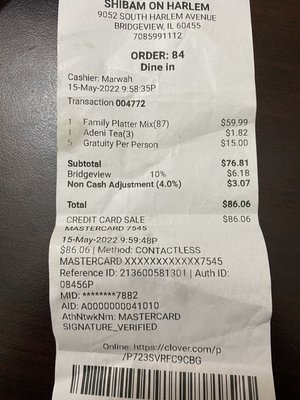 SHIBAM ON HARLEM
9052 SOUTH HARLEM AVENUE
BRIDGEVIEW, IL 60455
7085991112
ORDER: 84
Dine in
Cashier: Marwah
15-May-2022 9:58:35P
Transaction 004772
1 Family Platter Mix(87) $59.99
1 Adeni Tea(3) $1.82
5 Gratuity Per Person $15.00
Subtotal $76.81
Bridgeview 10% $6.18
Non Cash Adjustment (4.0%) $3.07
Total $86.06
CREDIT CARD SALE $86.06
MASTERCARD 7545
15-May-2022 9:59:48P
$86.06 | Method: CONTACTLESS
MASTERCARD XXXXXXXXXXXX7545
Reference ID: 213600581301 | Auth ID:
08456P
MID: ********7882
AID: A0000000041010
AthNtwkNm: MASTERCARD
SIGNATURE_VERIFIED
Online: https://clover.com/p
/P723SVRFC9CBG